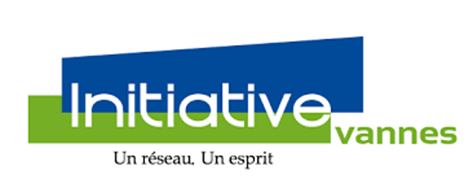 Initiative
vannes
Un réseau. Un esprit